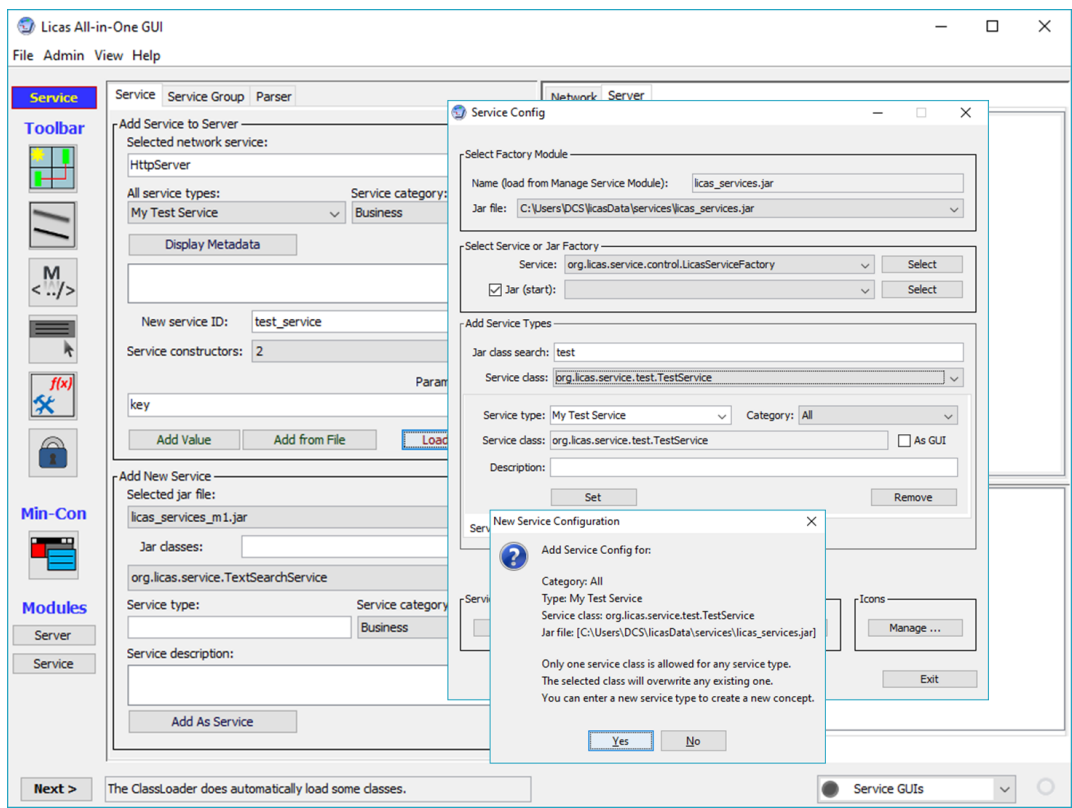 Licas All-in-One GUI
File Admin View Help
Service
Toolbar
M
<../>
f(x)
Min-Con
Modules
Server
Service
Next >
Service Service Group Parser
Add Service to Server
Selected network service:
HttpServer
All service types: Service category:
My Test Service Business
Display Metadata
New service ID: test_service
Service constructors: 2
Param
key
Add Value Add from File Load
Add New Service
Selected jar file:
licas_services_m1.jar
Jar classes:
org.licas.service.TextSearchService
Service type: Service category
Business
Service description:
Add As Service
The ClassLoader does automatically load some classes.
Network Server
Service Config
Select Factory Module
Name (load from Manage Service Module): licas_services.jar
Jar file: C:\Users\DCS\licasData\services\licas_services.jar
Select Service or Jar Factory
Service: org.licas.service.control.LicasServiceFactory Select
Jar (start): Select
Add Service Types
Jar class search: test
Service class: org.licas.service.test.TestService
Service type: My Test Service Category: All
Service class: org.licas.service.test.TestService As GUI
Description:
Set Remove
Serv
Servi
Icons
Manage ...
Exit
New Service Configuration
Add Service Config for:
Category: All
Type: My Test Service
Service class: org.licas.service.test.TestService
Jar file: [C:\Users\DCS\licasData\services\licas_services.jar]
Only one service class is allowed for any service type.
The selected class will overwrite any existing one.
You can enter a new service type to create a new concept.
Yes No
Service GUIs